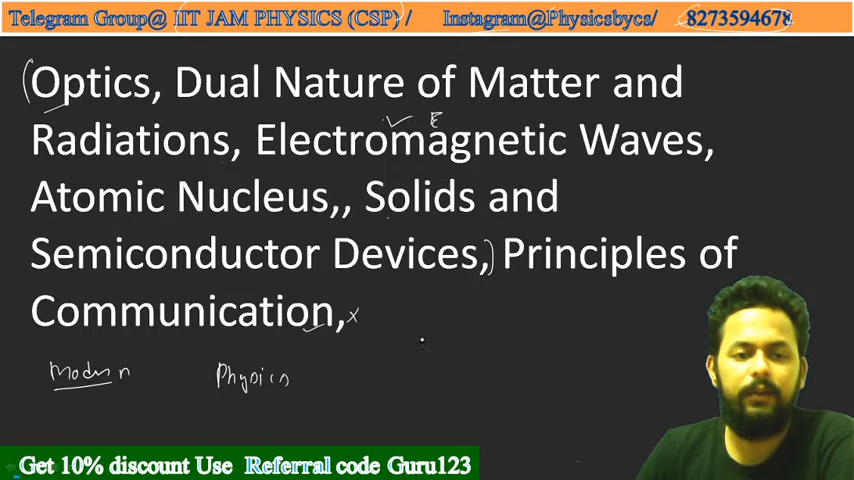 Telegram Group@ IIT JAM PHYSICS (CSP) / Instagram@Physicsbycs/ 8273594678
(Optics, Dual Nature of Matter and
Radiations, Electromagnetic Waves,
Atomic Nucleus,, Solids and
Semiconductor Devices,) Principles of
Communication, x
Modern Physics
Get 10% discount Use Referral code Guru123